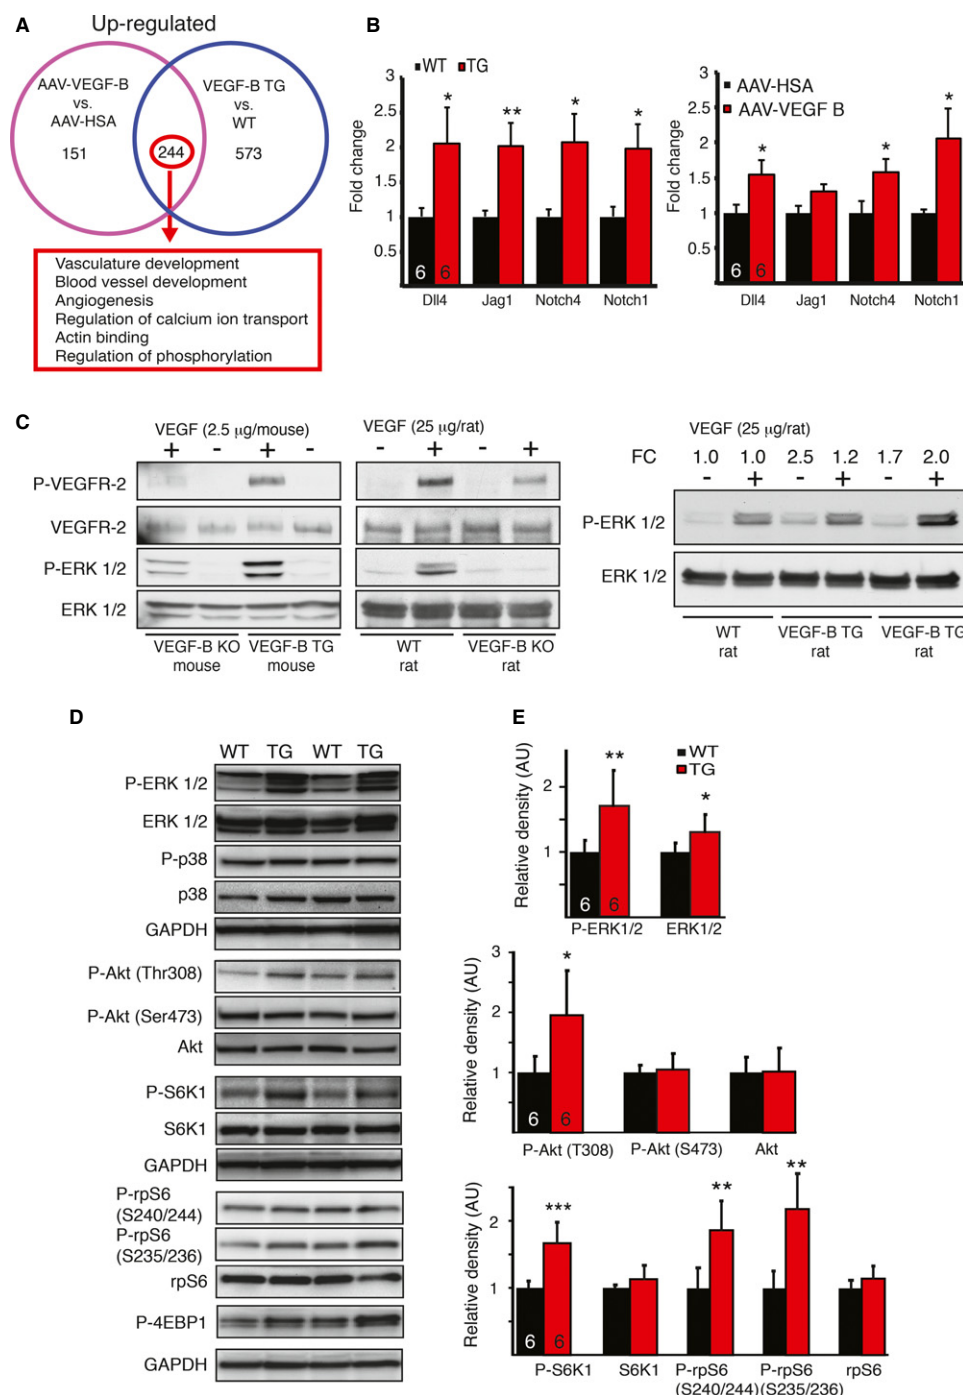 A
Up-regulated
AAV-VEGF-B
vs.
AAV-HSA
151
244
VEGF-B TG
vs.
WT
573
Vasculature development
Blood vessel development
Angiogenesis
Regulation of calcium ion transport
Actin binding
Regulation of phosphorylation
B
WT TG
Fold change
3
2.5
2
1.5
1
0.5
6 6
Dll4 Jag1 Notch4 Notch1
* ** * *
AAV-HSA
AAV-VEGF B
Fold change
3
2.5
2
1.5
1
0.5
6 6
Dll4 Jag1 Notch4 Notch1
* * *
C
VEGF (2.5 μg/mouse)
+ - + -
P-VEGFR-2
VEGFR-2
P-ERK 1/2
ERK 1/2
VEGF-B KO VEGF-B TG
mouse mouse
VEGF (25 μg/rat)
- + - +
WT VEGF-B KO
rat rat
VEGF (25 μg/rat)
FC 1.0 1.0 2.5 1.2 1.7 2.0
- + - + - +
P-ERK 1/2
ERK 1/2
WT VEGF-B TG VEGF-B TG
rat rat rat
D
WT TG WT TG
P-ERK 1/2
ERK 1/2
P-p38
p38
GAPDH
P-Akt (Thr308)
P-Akt (Ser473)
Akt
P-S6K1
S6K1
GAPDH
P-rpS6
(S240/244)
P-rpS6
(S235/236)
rpS6
P-4EBP1
GAPDH
E
WT
TG
Relative density (AU)
2
1
** *
6 6
P-ERK1/2 ERK1/2
Relative density (AU)
3
2
1
*
6 6
P-Akt (T308) P-Akt (S473) Akt
Relative density (AU)
2
1
*** ** **
6 6
P-S6K1 S6K1 P-rpS6 P-rpS6 rpS6
(S240/244) (S235/236)